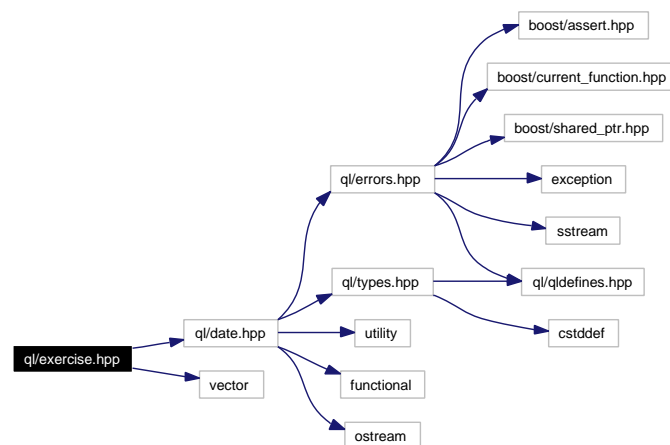 boost/assert.hpp
boost/current_function.hpp
boost/shared_ptr.hpp
ql/errors.hpp
exception
sstream
ql/types.hpp
ql/qldefines.hpp
ql/date.hpp
utility
cstddef
ql/exercise.hpp
vector
functional
ostream